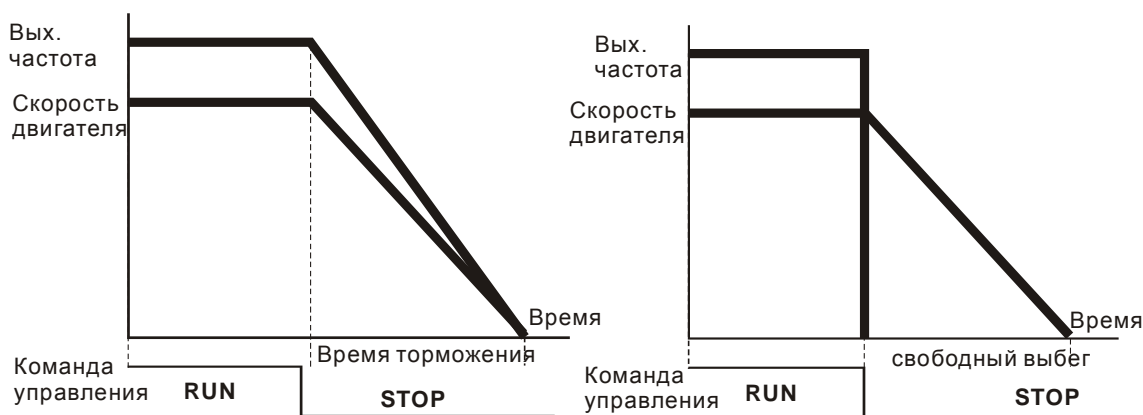 Вых.
частота
Скорость
двигателя
Время
Время торможения
Команда
управления
RUN
STOP
Вых.
частота
Скорость
двигателя
Время
свободный выбег
Команда
управления
RUN
STOP